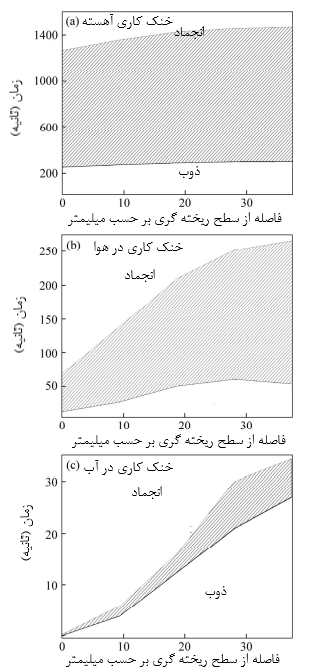 (a) خنک کاری آهسته
انجماد
1400
1000
600
200
ذوب
زمان (ثانیه)
0 10 20 30
فاصله از سطح ریخته گری بر حسب میلیمتر
(b) خنک کاری در هوا
انجماد
250
200
150
100
50
زمان (ثانیه)
0 10 20 30
فاصله از سطح ریخته گری بر حسب میلیمتر
(c) خنک کاری در آب
انجماد
30
20
10
ذوب
زمان (ثانیه)
0 10 20 30
فاصله از سطح ریخته گری بر حسب میلیمتر